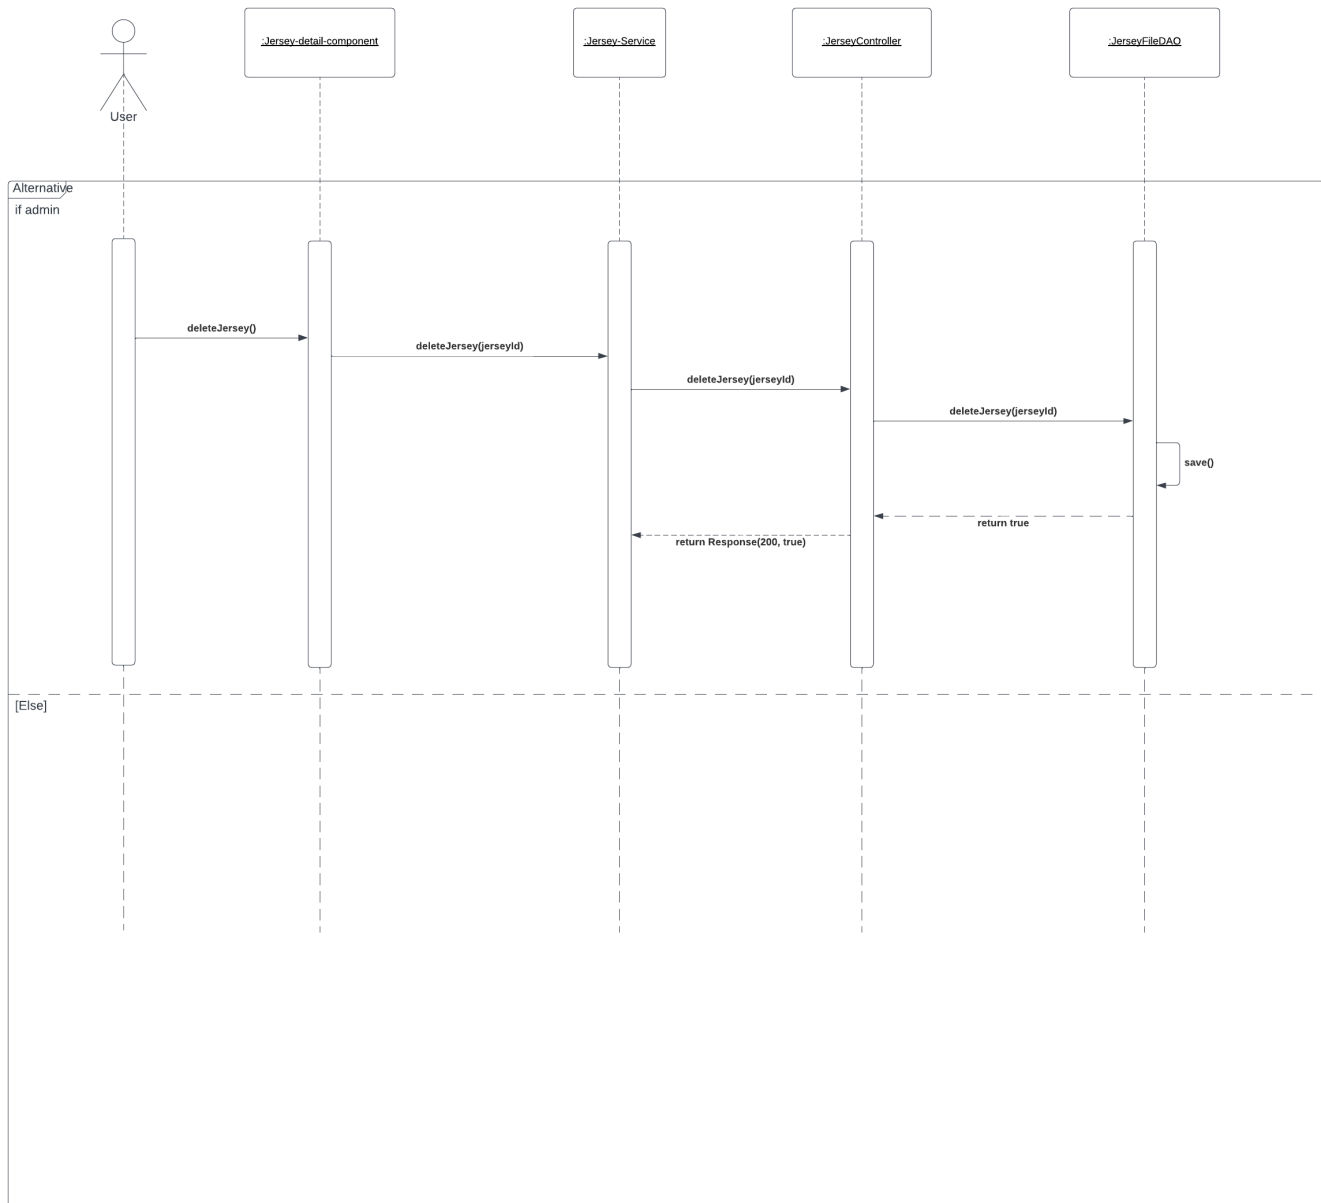 :Jersey-detail-component
:Jersey-Service
:JerseyController
:JerseyFileDAO
User
Alternative
if admin
deleteJersey()
deleteJersey(jerseyId)
deleteJersey(jerseyId)
deleteJersey(jerseyId)
save()
return true
return Response(200, true)
[Else]